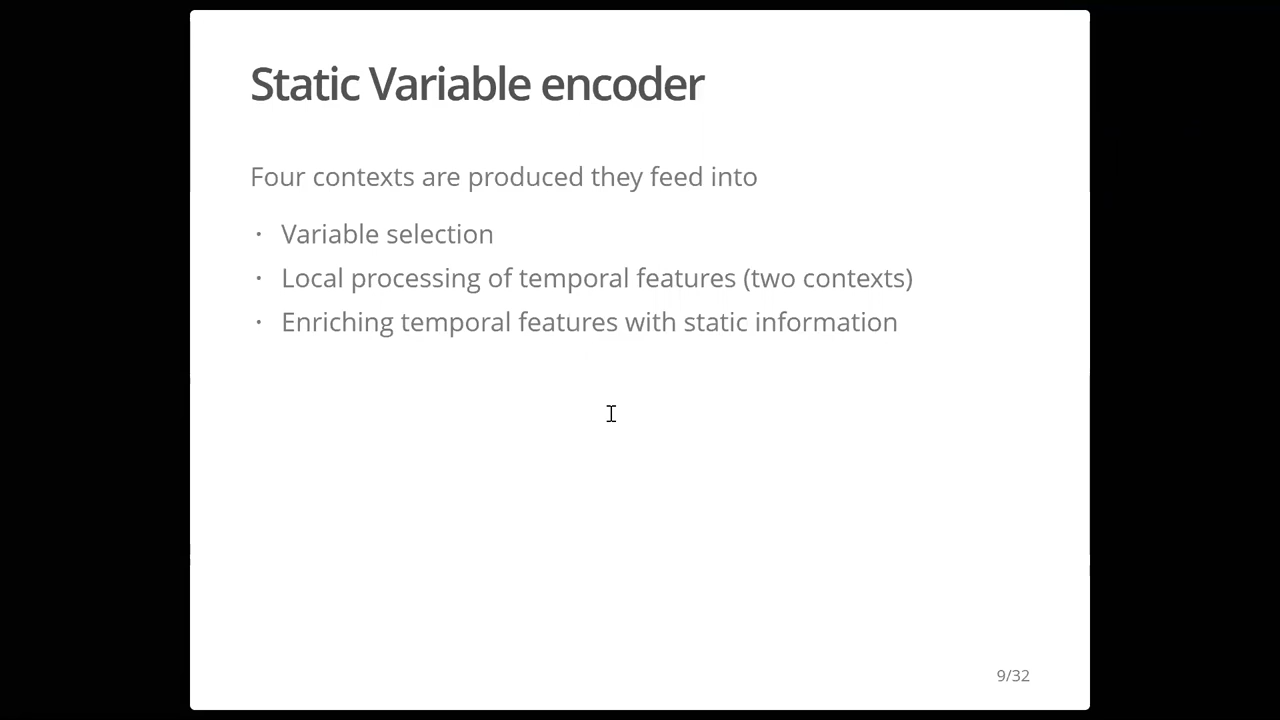 Static Variable encoder
Four contexts are produced they feed into
· Variable selection
· Local processing of temporal features (two contexts)
· Enriching temporal features with static information
9/32